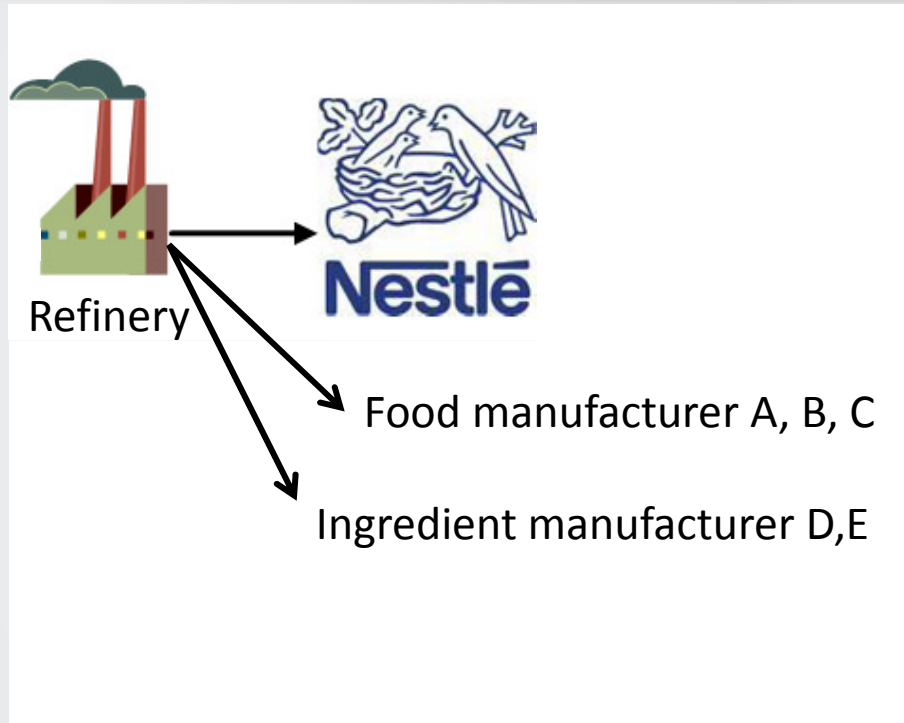 Nestlé
Refinery
Food manufacturer A, B, C
Ingredient manufacturer D,E